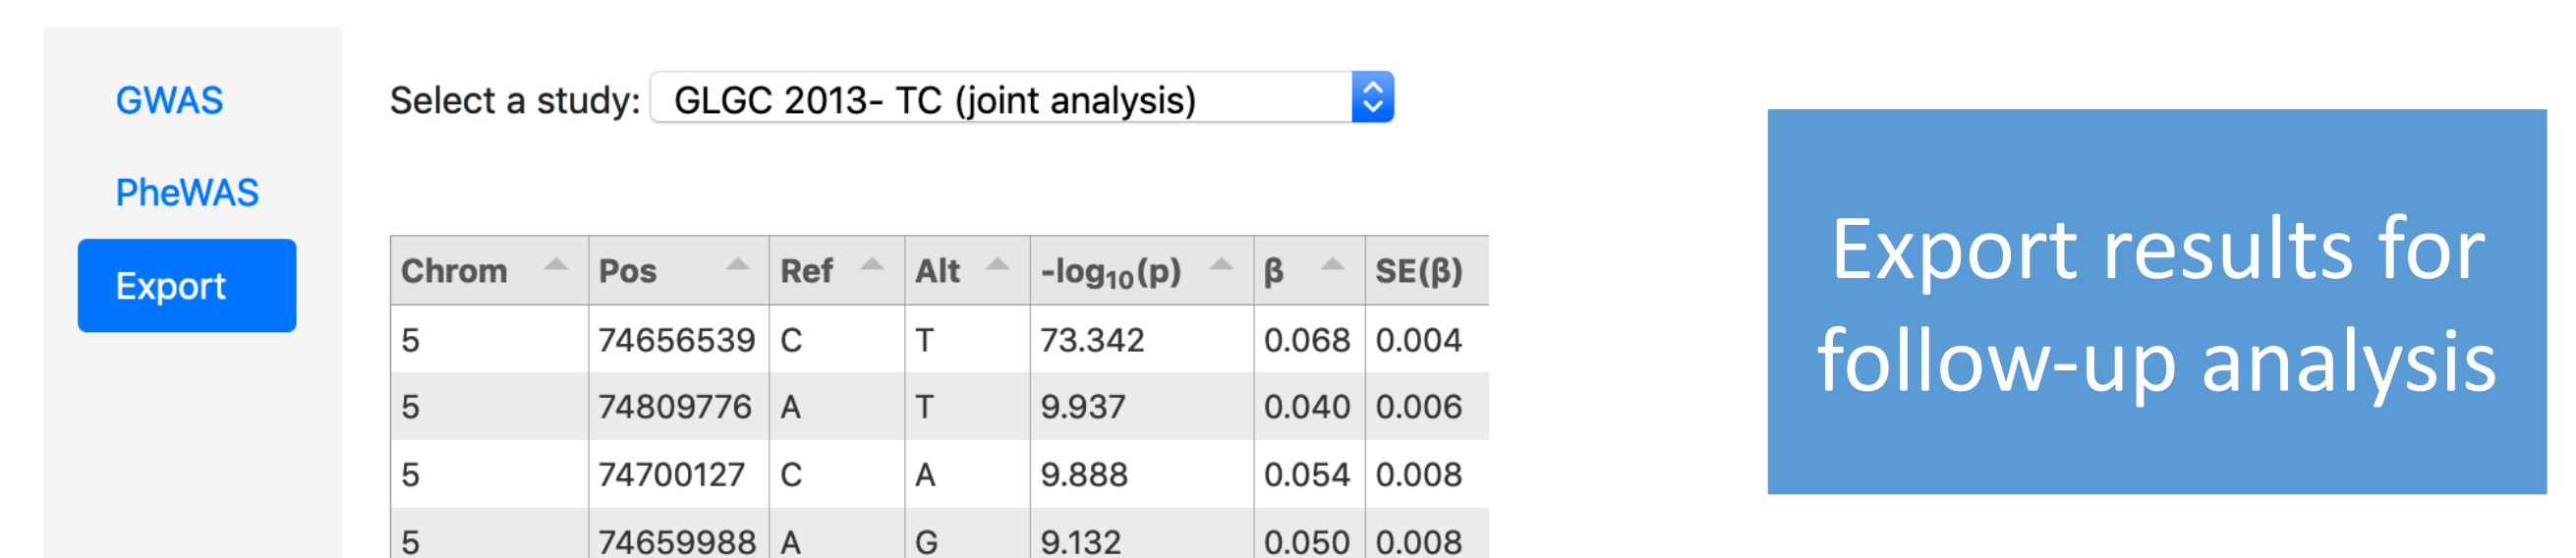 GWAS
PheWAS
Export
Select a study: GLGC 2013- TC (joint analysis)
Chrom Pos Ref Alt -log₁₀(p) β SE(β)
5 74656539 C T 73.342 0.068 0.004
5 74809776 A T 9.937 0.040 0.006
5 74700127 C A 9.888 0.054 0.008
5 74659988 A G 9.132 0.050 0.008
Export results for
follow-up analysis